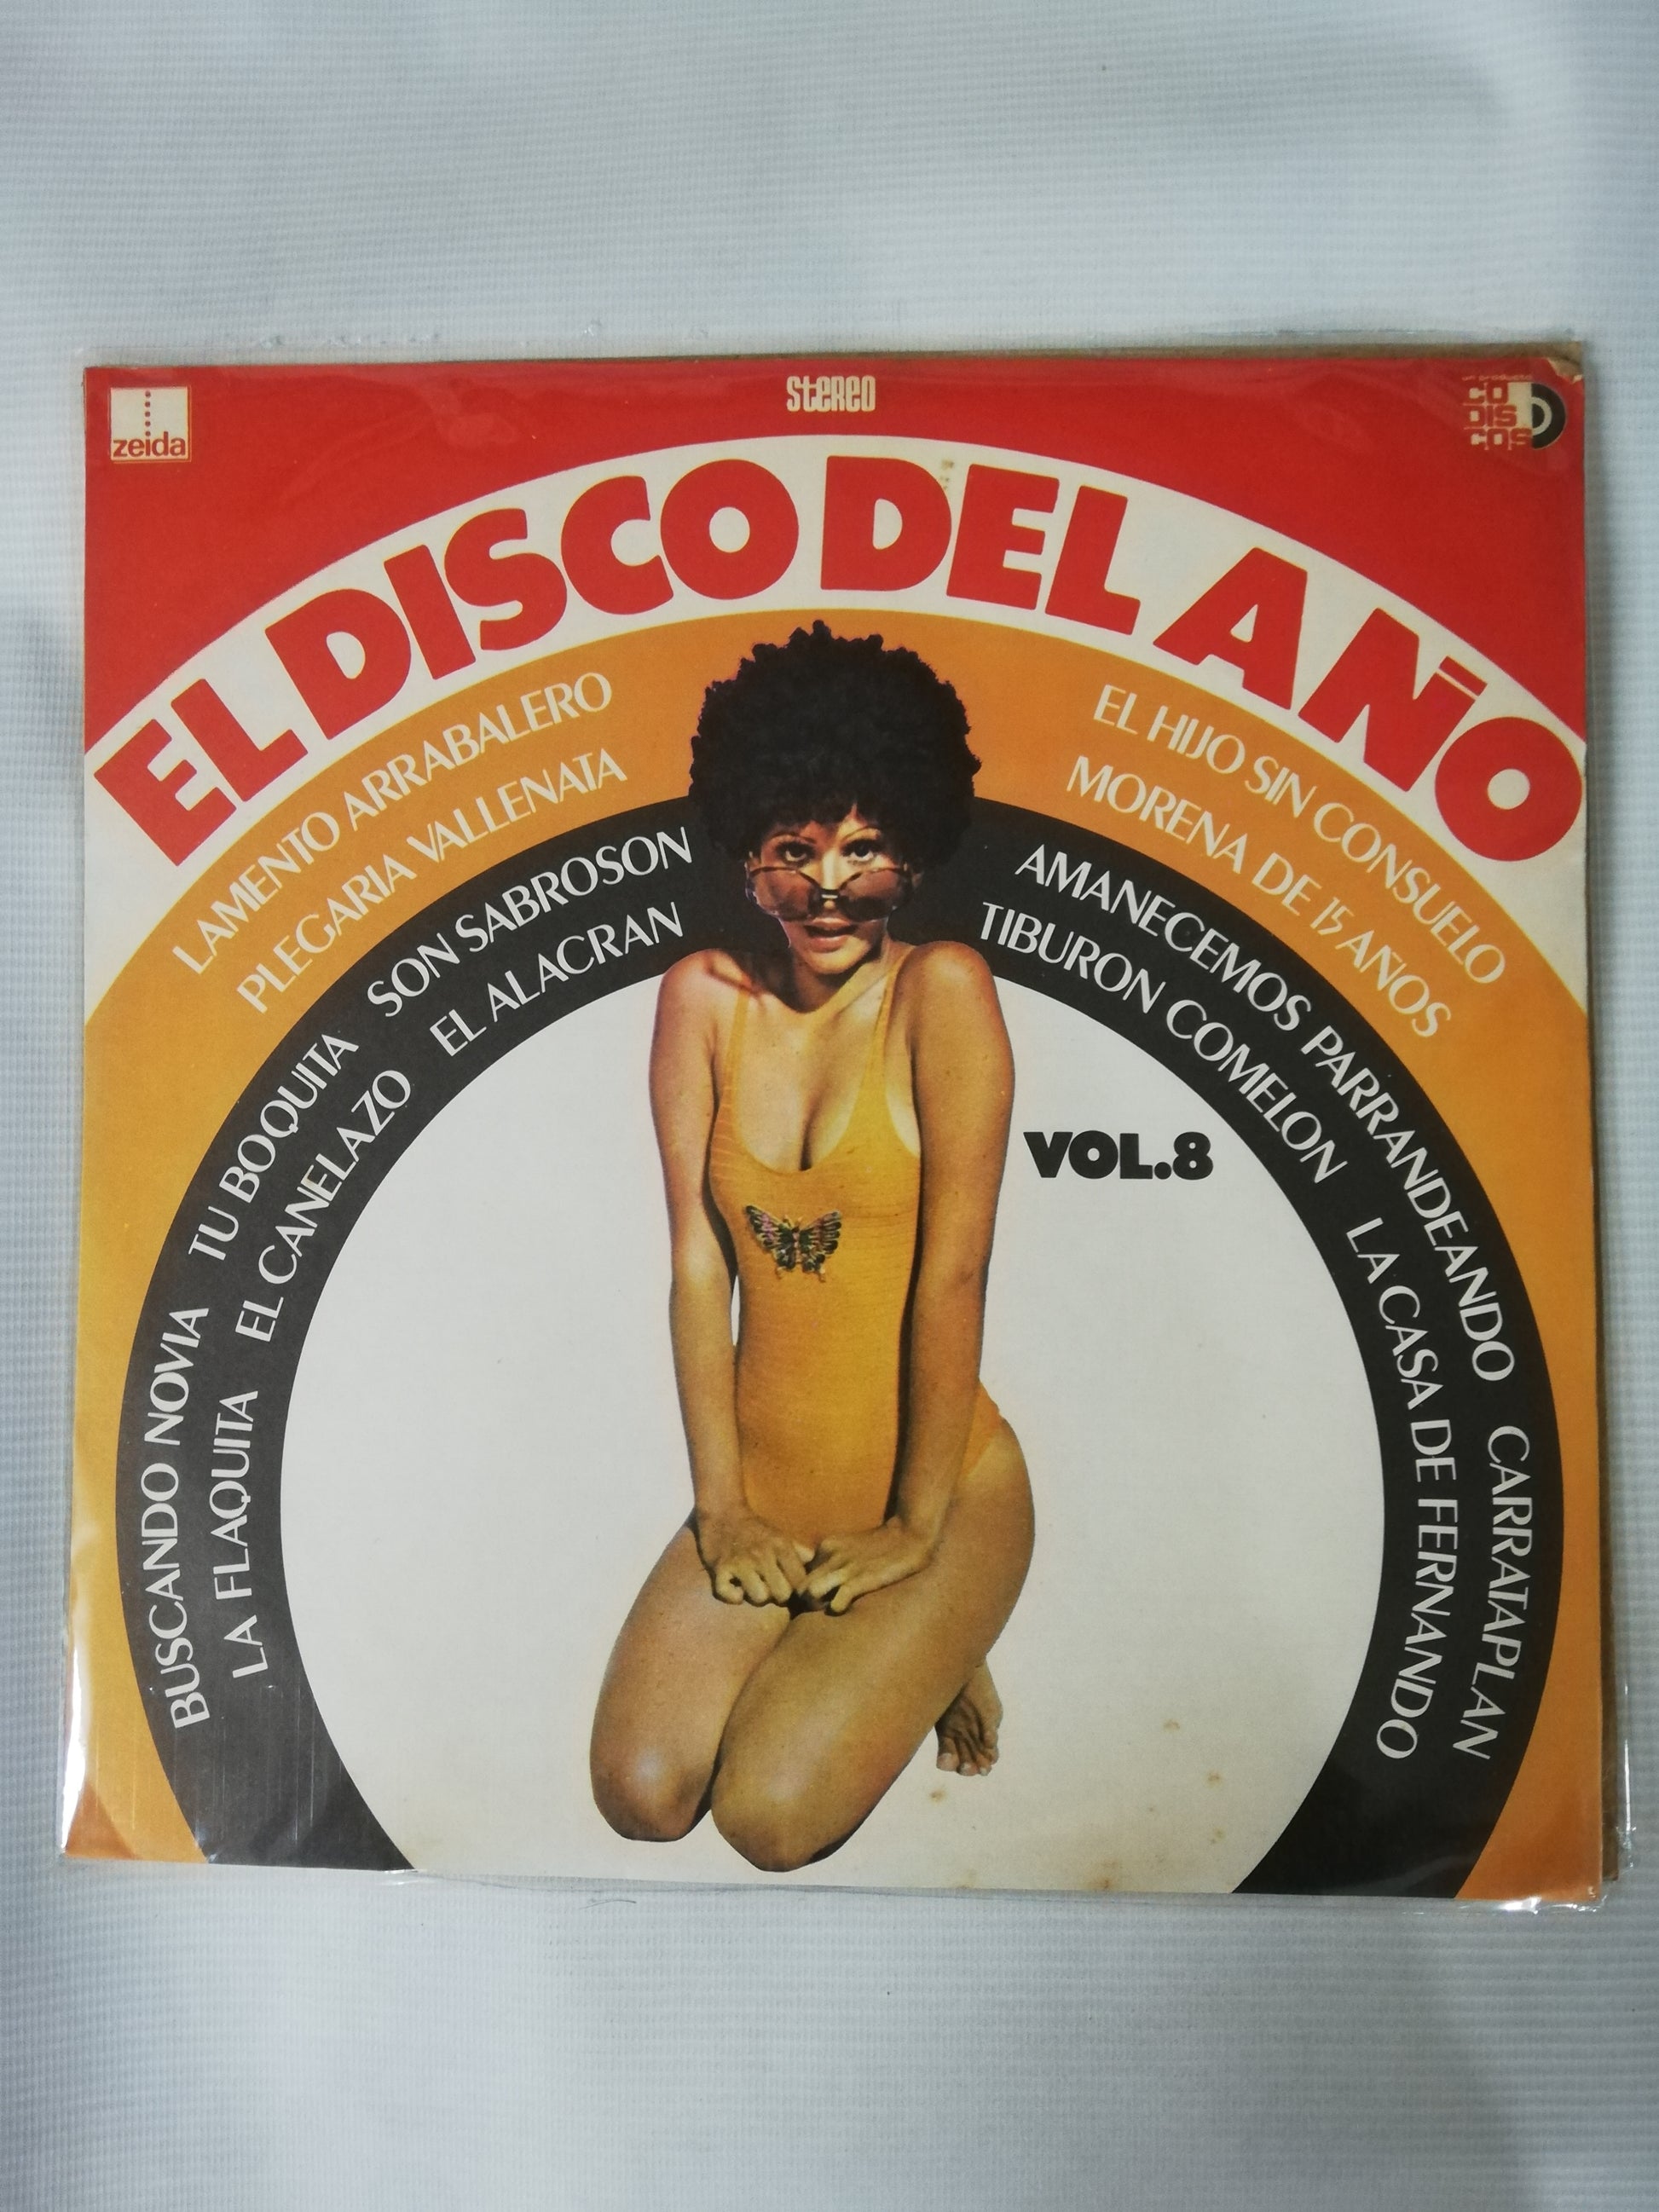 zeida
stereo
un producto
CO
DIS
COS
EL DISCO DEL AÑO
LAMENTO ARRABALERO
PLEGARIA VALLENATA
EL HIJO SIN CONSUELO
MORENA DE 15 AÑOS
BUSCANDO NOVIA TU BOQUITA SON SABROSON
LA FLAQUITA EL CANELAZO EL ALACRAN
AMANECEMOS PARRANDEANDO CARRATAPLAN
TIBURON COMELON LA CASA DE FERNANDO
VOL.8